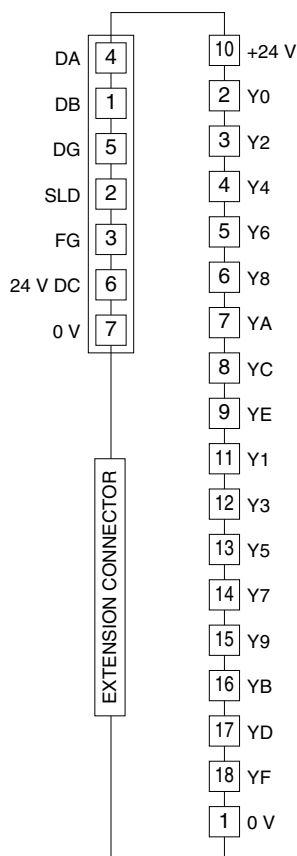 DA 4
DB 1
DG 5
SLD 2
FG 3
24 V DC 6
0 V 7
EXTENSION CONNECTOR
10 +24 V
2 Y0
3 Y2
4 Y4
5 Y6
6 Y8
7 YA
8 YC
9 YE
11 Y1
12 Y3
13 Y5
14 Y7
15 Y9
16 YB
17 YD
18 YF
1 0 V